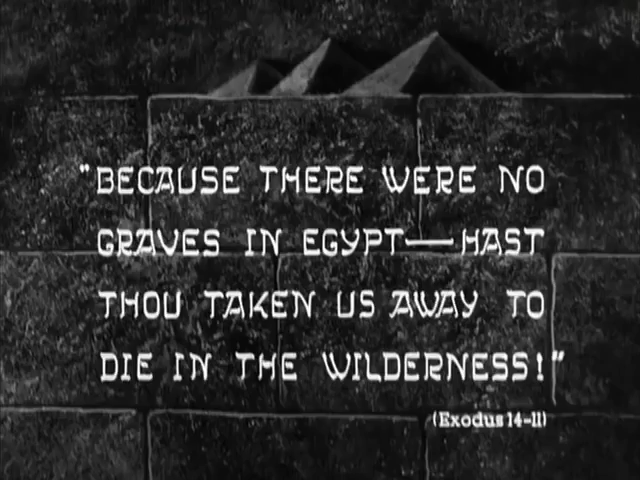 "BECAUSE THERE WERE NO
GRAVES IN EGYPT—HAST
THOU TAKEN US AWAY TO
DIE IN THE WILDERNESS!"
(Exodus 14-11)